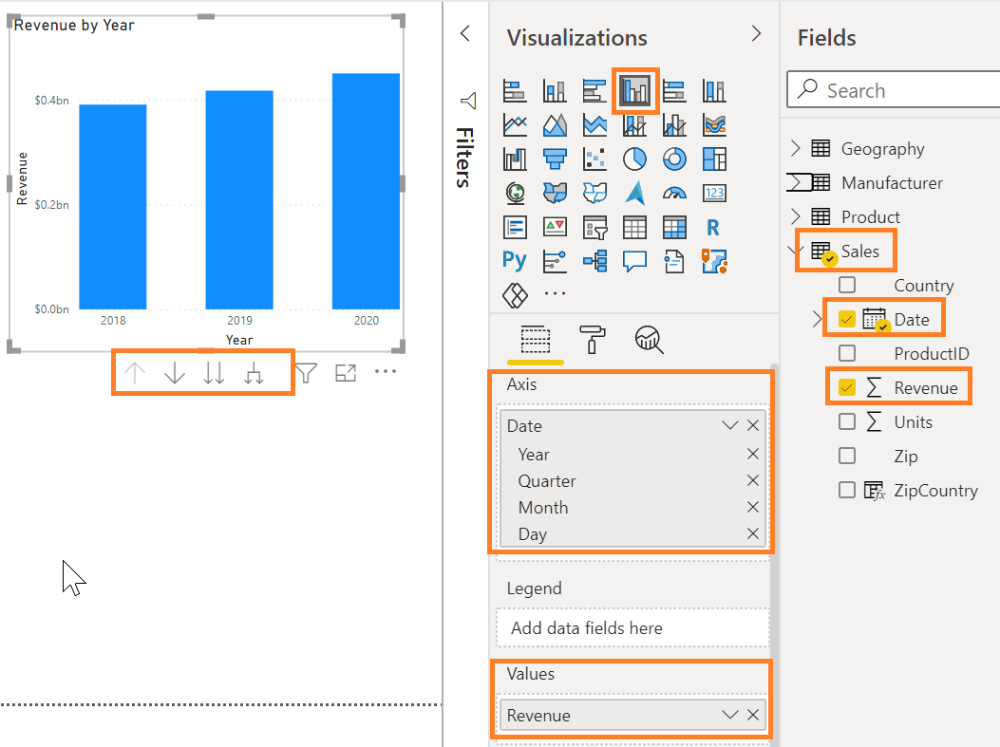 Revenue by Year
$0.4bn
$0.2bn
$0.0bn
Revenue
2018 2019 2020
Year
Filters
Visualizations
123
R
Py
Axis
Date
Year
Quarter
Month
Day
Legend
Add data fields here
Values
Revenue
Fields
Search
Geography
Manufacturer
Product
Sales
Country
Date
ProductID
Σ Revenue
Σ Units
Zip
fx ZipCountry